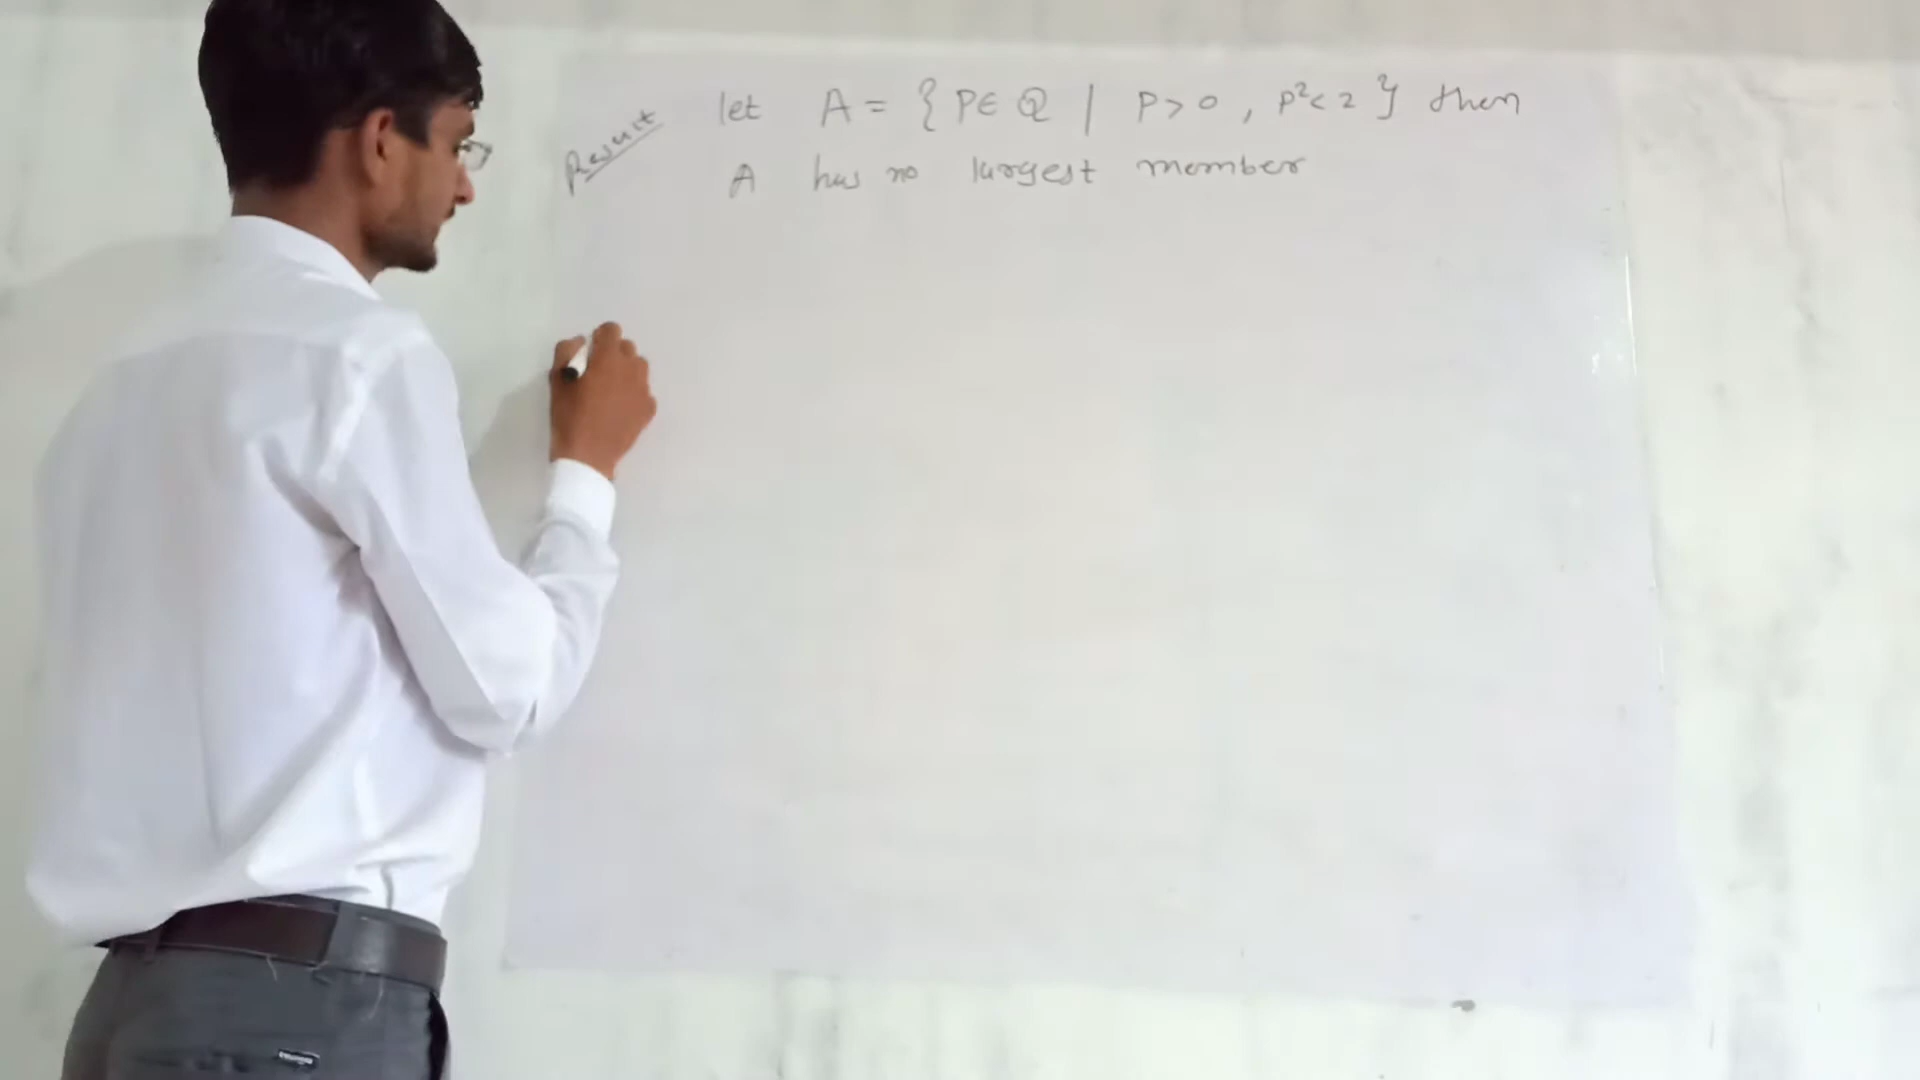 Result let A = { P ∈ Q | P > 0 , P² < 2 } then
A has no largest member